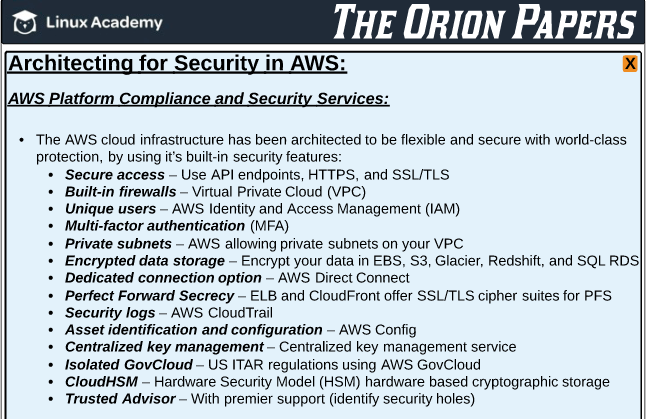 Linux Academy
THE ORION PAPERS
Architecting for Security in AWS:
X
AWS Platform Compliance and Security Services:
• The AWS cloud infrastructure has been architected to be flexible and secure with world-class
protection, by using it's built-in security features:
• Secure access – Use API endpoints, HTTPS, and SSL/TLS
• Built-in firewalls – Virtual Private Cloud (VPC)
• Unique users – AWS Identity and Access Management (IAM)
• Multi-factor authentication (MFA)
• Private subnets – AWS allowing private subnets on your VPC
• Encrypted data storage – Encrypt your data in EBS, S3, Glacier, Redshift, and SQL RDS
• Dedicated connection option – AWS Direct Connect
• Perfect Forward Secrecy – ELB and CloudFront offer SSL/TLS cipher suites for PFS
• Security logs – AWS CloudTrail
• Asset identification and configuration – AWS Config
• Centralized key management – Centralized key management service
• Isolated GovCloud – US ITAR regulations using AWS GovCloud
• CloudHSM – Hardware Security Model (HSM) hardware based cryptographic storage
• Trusted Advisor – With premier support (identify security holes)